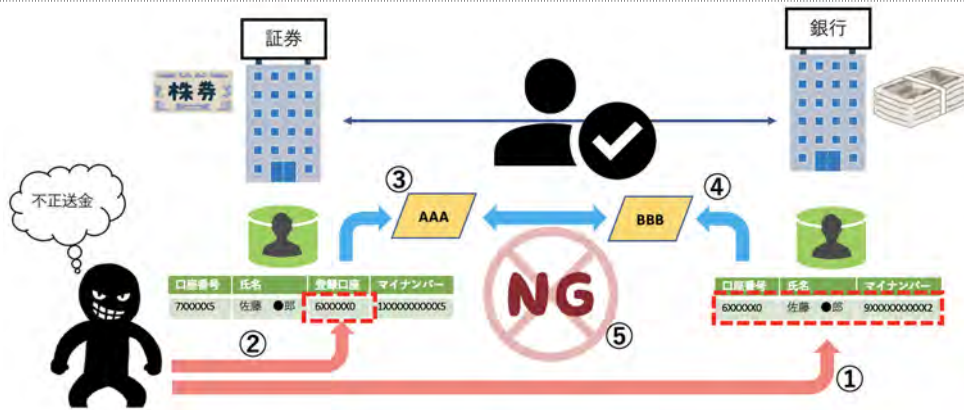 証券
銀行
株券
不正送金
③
④
AAA
BBB
口座番号 氏名 登録口座 マイナンバー
7XXXXX5 佐藤 ●郎 6XXXXX0 1XXXXXXXXXX5
口座番号 氏名 マイナンバー
6XXXXX0 佐藤 ●郎 9XXXXXXXXXX2
NG
⑤
②
①